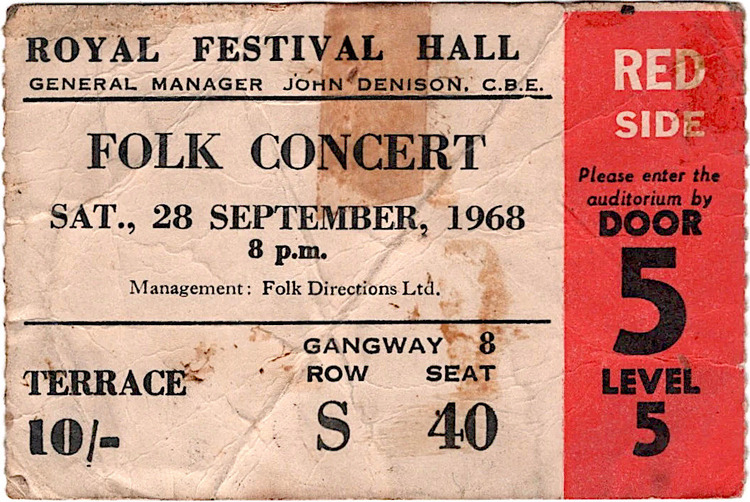 ROYAL FESTIVAL HALL
GENERAL MANAGER JOHN DENISON, C.B.E.
FOLK CONCERT
SAT., 28 SEPTEMBER, 1968
8 p.m.
Management: Folk Directions Ltd.
TERRACE
10/-
GANGWAY 8
ROW SEAT
S 40
RED
SIDE
Please enter the
auditorium by
DOOR
5
LEVEL
5